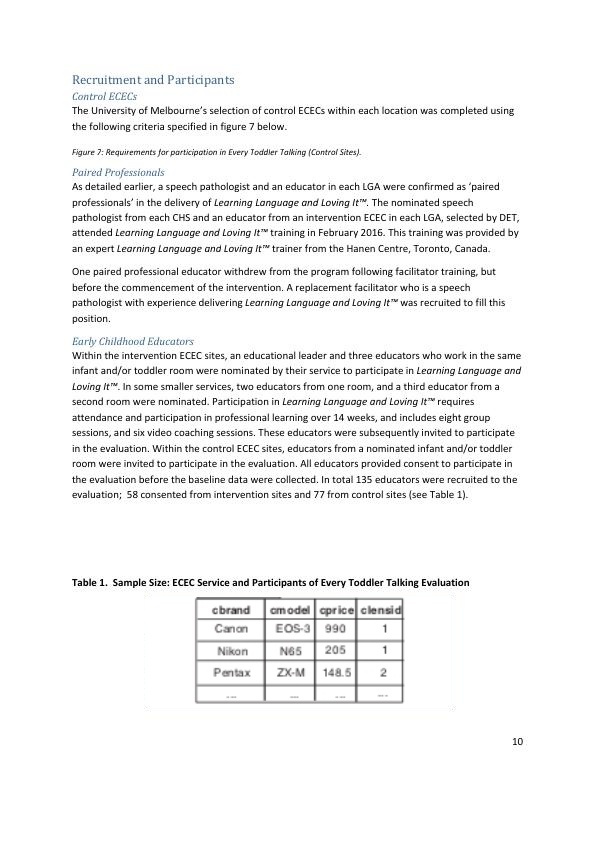 Recruitment and Participants
Control ECECs
The University of Melbourne's selection of control ECECs within each location was completed using
the following criteria specified in figure 7 below.
Figure 7: Requirements for participation in Every Toddler Talking (Control Sites).
Paired Professionals
As detailed earlier, a speech pathologist and an educator in each LGA were confirmed as 'paired
professionals' in the delivery of Learning Language and Loving It™. The nominated speech
pathologist from each CHS and an educator from an intervention ECEC in each LGA, selected by DET,
attended Learning Language and Loving It™ training in February 2016. This training was provided by
an expert Learning Language and Loving It™ trainer from the Hanen Centre, Toronto, Canada.
One paired professional educator withdrew from the program following facilitator training, but
before the commencement of the intervention. A replacement facilitator who is a speech
pathologist with experience delivering Learning Language and Loving It™ was recruited to fill this
position.
Early Childhood Educators
Within the intervention ECEC sites, an educational leader and three educators who work in the same
infant and/or toddler room were nominated by their service to participate in Learning Language and
Loving It™. In some smaller services, two educators from one room, and a third educator from a
second room were nominated. Participation in Learning Language and Loving It™ requires
attendance and participation in professional learning over 14 weeks, and includes eight group
sessions, and six video coaching sessions. These educators were subsequently invited to participate
in the evaluation. Within the control ECEC sites, educators from a nominated infant and/or toddler
room were invited to participate in the evaluation. All educators provided consent to participate in
the evaluation before the baseline data were collected. In total 135 educators were recruited to the
evaluation; 58 consented from intervention sites and 77 from control sites (see Table 1).
Table 1. Sample Size: ECEC Service and Participants of Every Toddler Talking Evaluation
cbrand cmodel cprice clensid
Canon EOS-3 990 1
Nikon N65 205 1
Pentax ZX-M 148.5 2
... ... ... ...
10